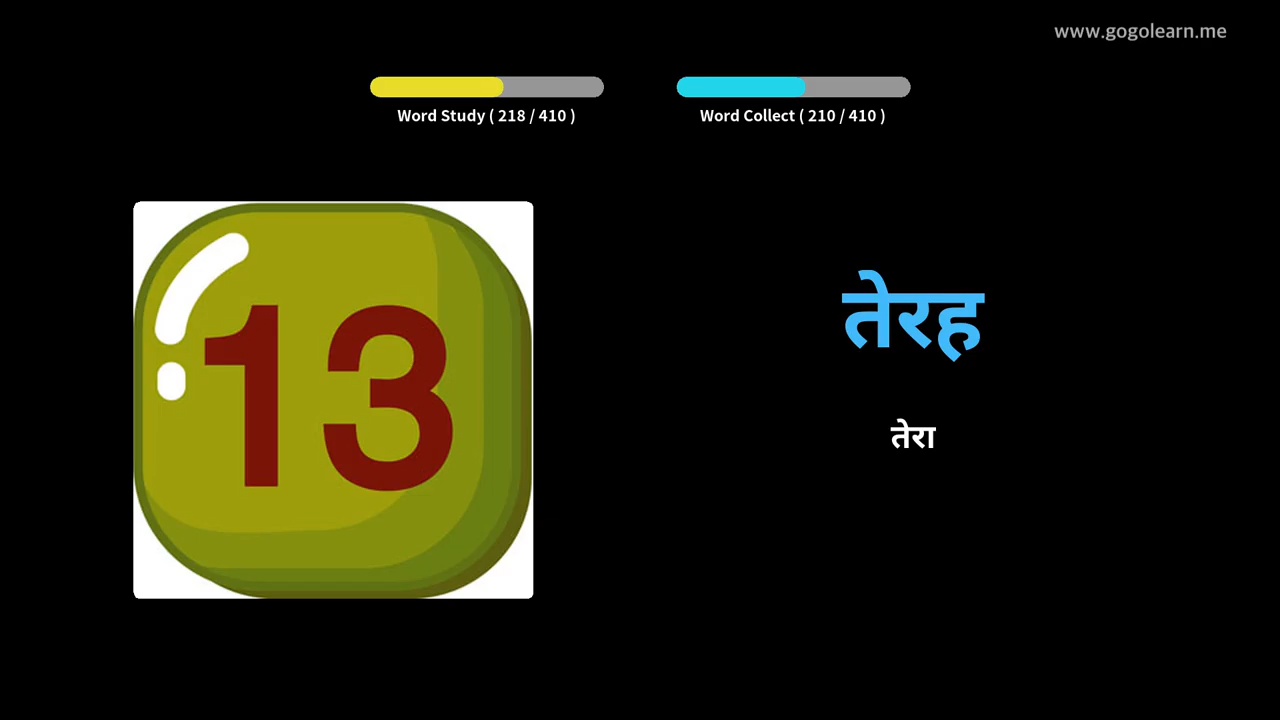 www.gogolearn.me
Word Study ( 218 / 410 )
Word Collect ( 210 / 410 )
13
तेरह
तेरा